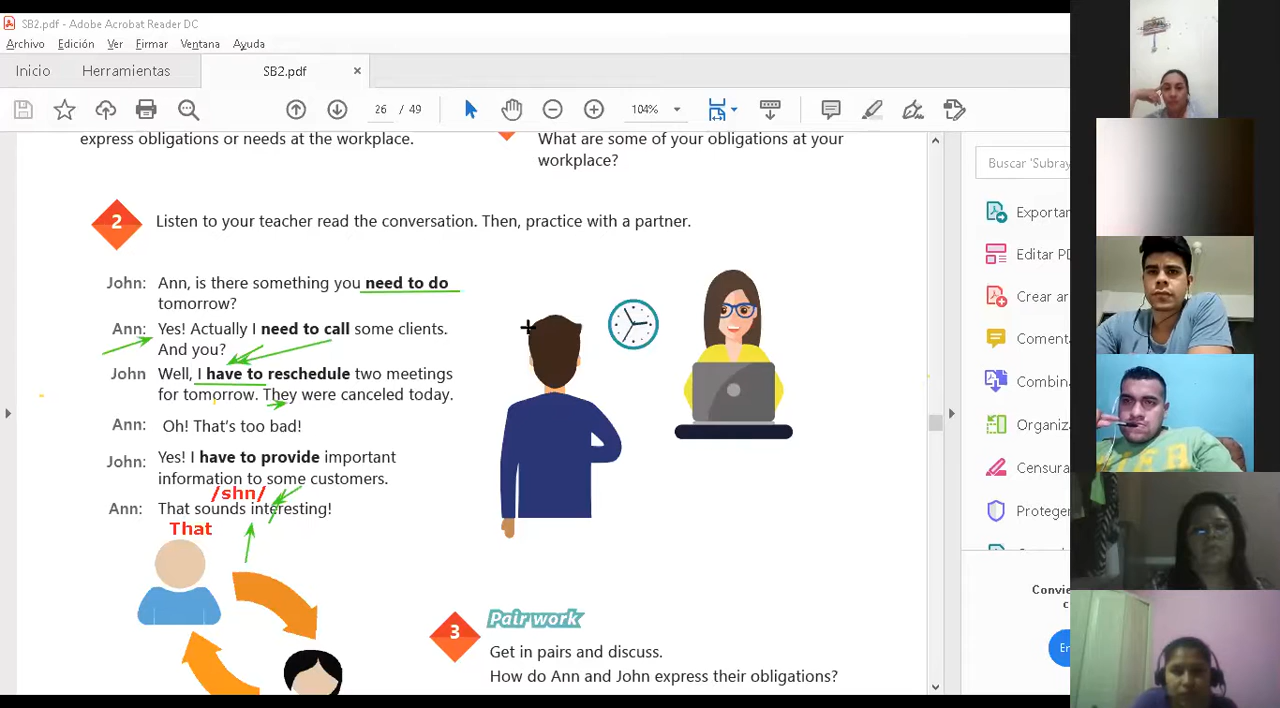 SB2.pdf - Adobe Acrobat Reader DC
Archivo Edición Ver Firmar Ventana Ayuda
Inicio Herramientas SB2.pdf ×
26 / 49 104%
express obligations or needs at the workplace.
What are some of your obligations at your
workplace?
Buscar 'Subray
2 Listen to your teacher read the conversation. Then, practice with a partner.
John: Ann, is there something you need to do
tomorrow?
Ann: Yes! Actually I need to call some clients.
And you?
John Well, I have to reschedule two meetings
for tomorrow. They were canceled today.
Ann: Oh! That's too bad!
John: Yes! I have to provide important
information to some customers.
/shn/
Ann: That sounds interesting!
That
3 Pair work
Get in pairs and discuss.
How do Ann and John express their obligations?
Exportar
Editar PD
Crear ar
Comenta
Combin
Organiz
Censura
Proteger
Convie
c
En